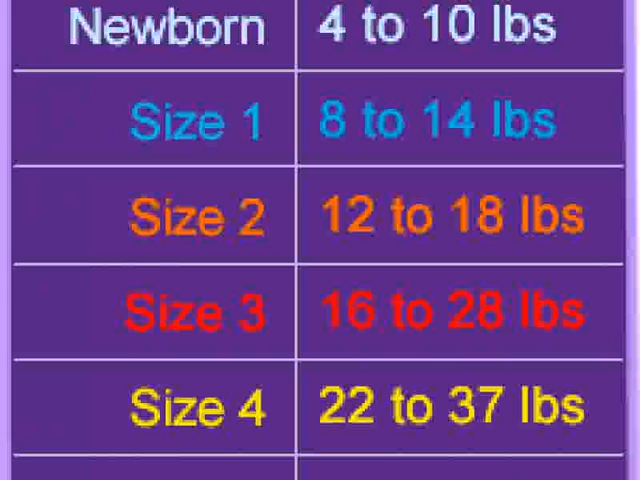 Newborn 4 to 10 lbs
Size 1 8 to 14 lbs
Size 2 12 to 18 lbs
Size 3 16 to 28 lbs
Size 4 22 to 37 lbs